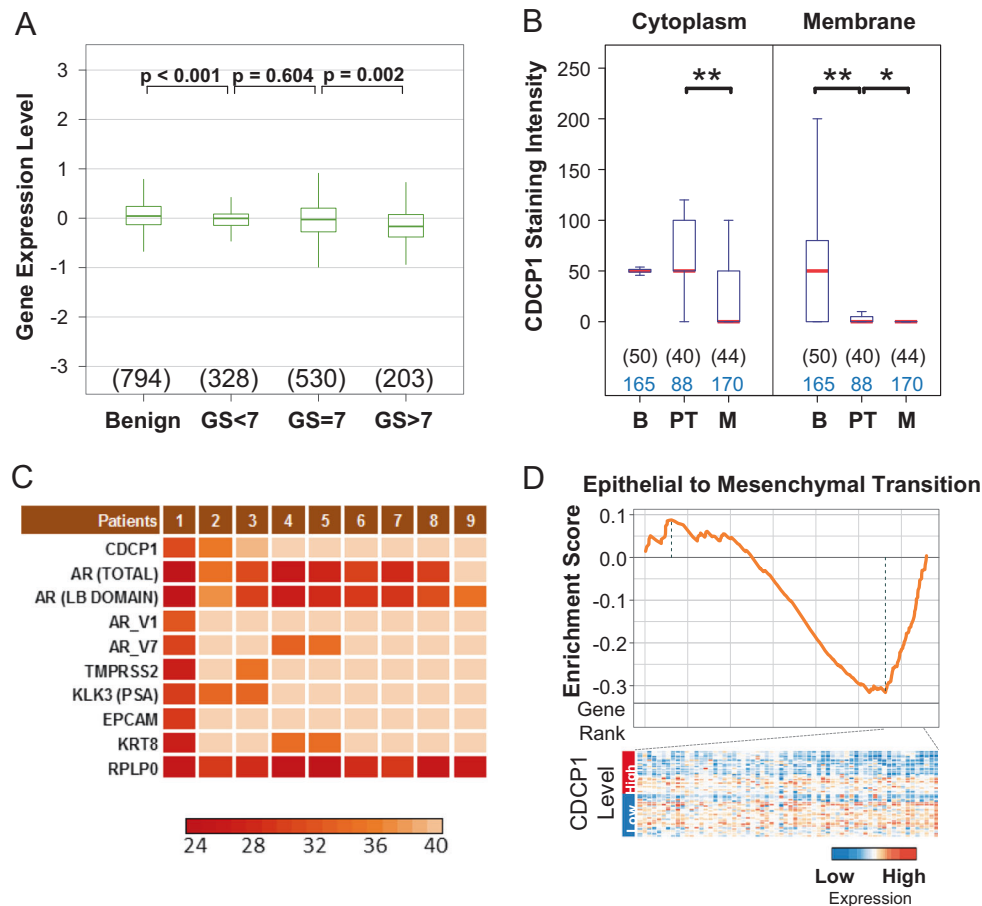 A
p < 0.001 p = 0.604 p = 0.002
Gene Expression Level
3
2
1
0
-1
-2
-3
(794) (328) (530) (203)
Benign GS<7 GS=7 GS>7
B
Cytoplasm Membrane
CDCP1 Staining Intensity
250
200
150
100
50
0
** ** *
(50) (40) (44) (50) (40) (44)
165 88 170 165 88 170
B PT M B PT M
C
Patients 1 2 3 4 5 6 7 8 9
CDCP1
AR (TOTAL)
AR (LB DOMAIN)
AR_V1
AR_V7
TMPRSS2
KLK3 (PSA)
EPCAM
KRT8
RPLP0
24 28 32 36 40
D
Epithelial to Mesenchymal Transition
Enrichment Score
0.1
0.0
-0.1
-0.2
-0.3
Gene
Rank
CDCP1
Level
High
Low
Low High
Expression